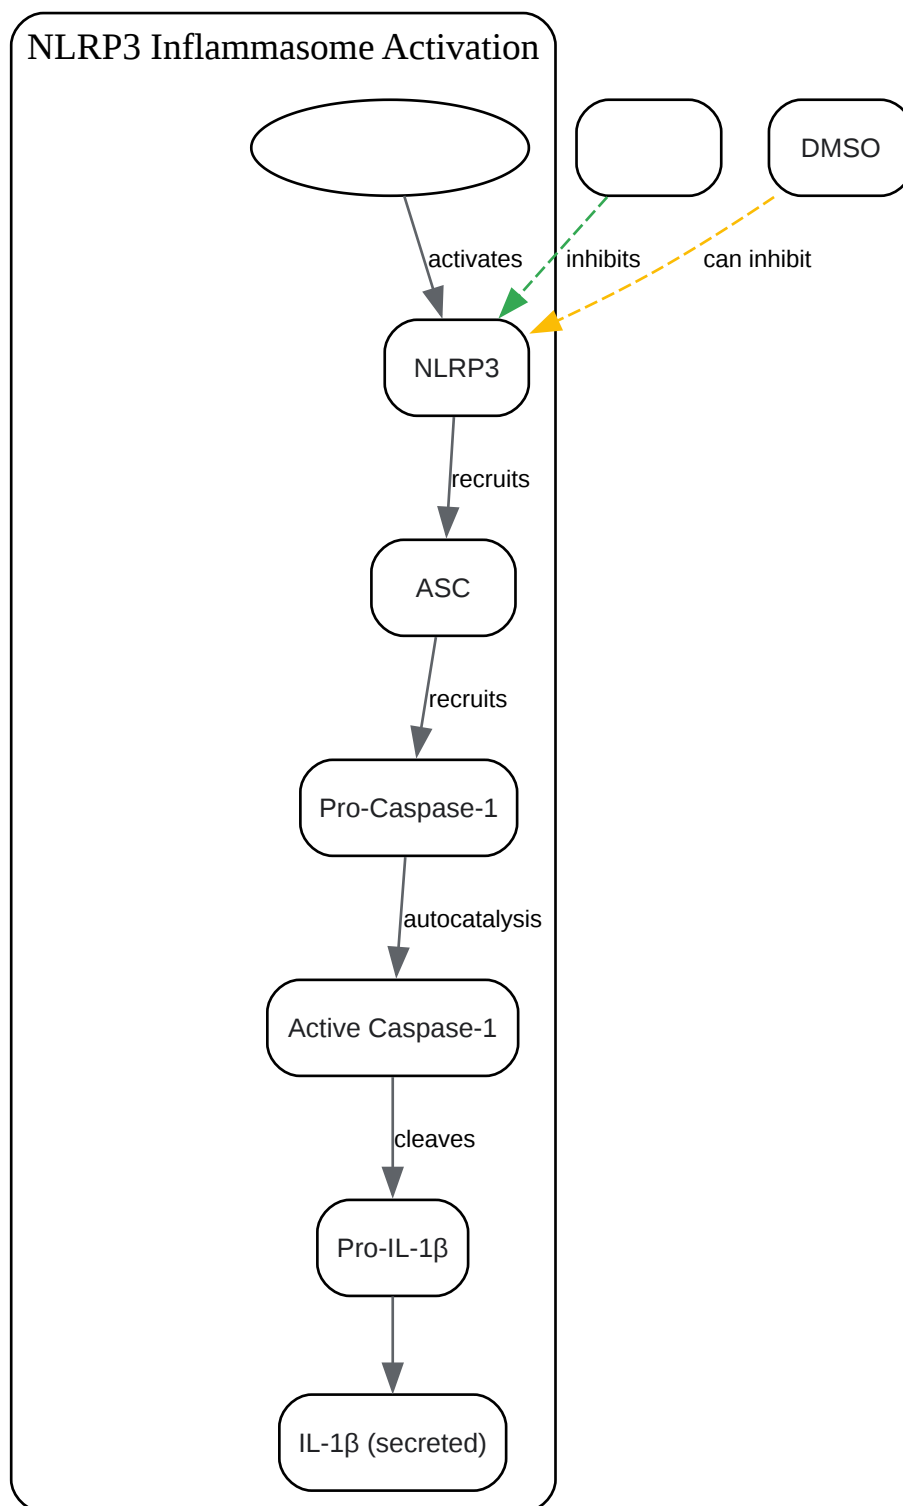 NLRP3 Inflammasome Activation
DMSO
activates
inhibits
can inhibit
NLRP3
recruits
ASC
recruits
Pro-Caspase-1
autocatalysis
Active Caspase-1
cleaves
Pro-IL-1β
IL-1β (secreted)